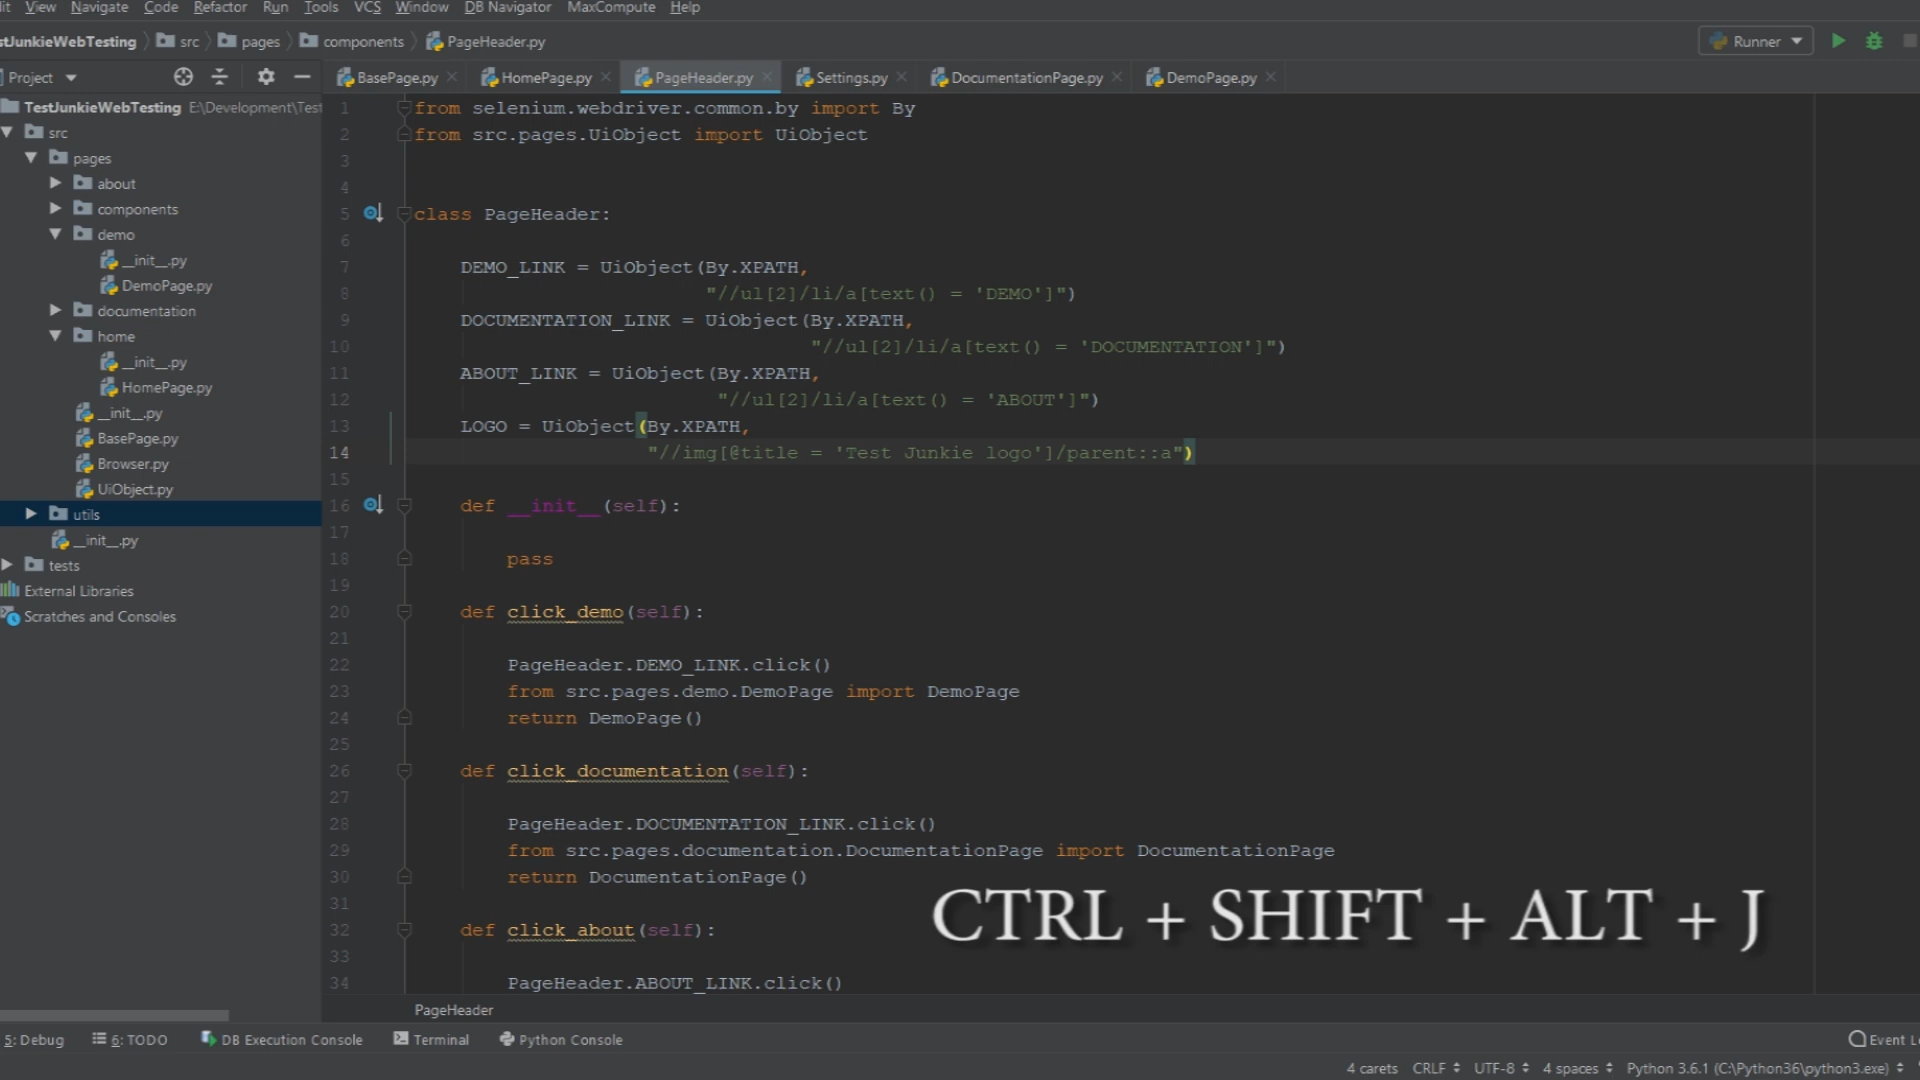 View Navigate Code Refactor Run Tools VCS Window DB Navigator MaxCompute Help
stJunkieWebTesting src pages components PageHeader.py Runner
Project BasePage.py HomePage.py PageHeader.py Settings.py DocumentationPage.py DemoPage.py
TestJunkieWebTesting E:\Development\Test
src
pages
about
components
demo
__init__.py
DemoPage.py
documentation
home
__init__.py
HomePage.py
__init__.py
BasePage.py
Browser.py
UiObject.py
utils
__init__.py
tests
External Libraries
Scratches and Consoles
1 from selenium.webdriver.common.by import By
2 from src.pages.UiObject import UiObject
3
4
5 class PageHeader:
6
7 DEMO_LINK = UiObject(By.XPATH,
8 "//ul[2]/li/a[text() = 'DEMO']")
9 DOCUMENTATION_LINK = UiObject(By.XPATH,
10 "//ul[2]/li/a[text() = 'DOCUMENTATION']")
11 ABOUT_LINK = UiObject(By.XPATH,
12 "//ul[2]/li/a[text() = 'ABOUT']")
13 LOGO = UiObject(By.XPATH,
14 "//img[@title = 'Test Junkie logo']/parent::a")
15
16 def __init__(self):
17
18 pass
19
20 def click_demo(self):
21
22 PageHeader.DEMO_LINK.click()
23 from src.pages.demo.DemoPage import DemoPage
24 return DemoPage()
25
26 def click_documentation(self):
27
28 PageHeader.DOCUMENTATION_LINK.click()
29 from src.pages.documentation.DocumentationPage import DocumentationPage
30 return DocumentationPage()
31
32 def click_about(self):
33
34 PageHeader.ABOUT_LINK.click()
CTRL + SHIFT + ALT + J
PageHeader
5: Debug 6: TODO DB Execution Console Terminal Python Console Event L
4 carets CRLF UTF-8 4 spaces Python 3.6.1 (C:\Python36\python3.exe)